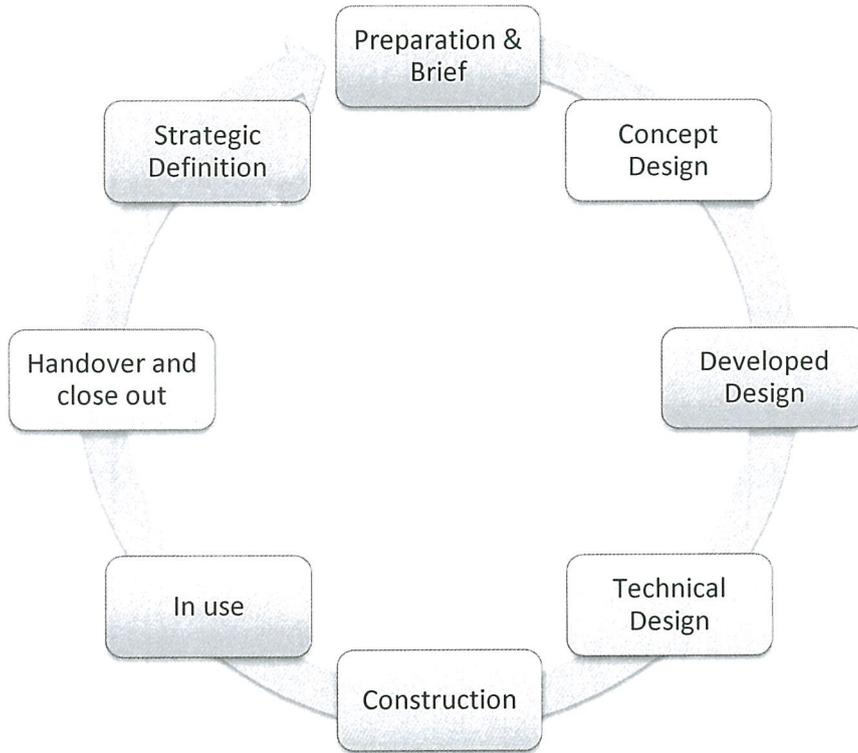 Preparation &
Brief
Concept
Design
Developed
Design
Technical
Design
Construction
In use
Handover and
close out
Strategic
Definition